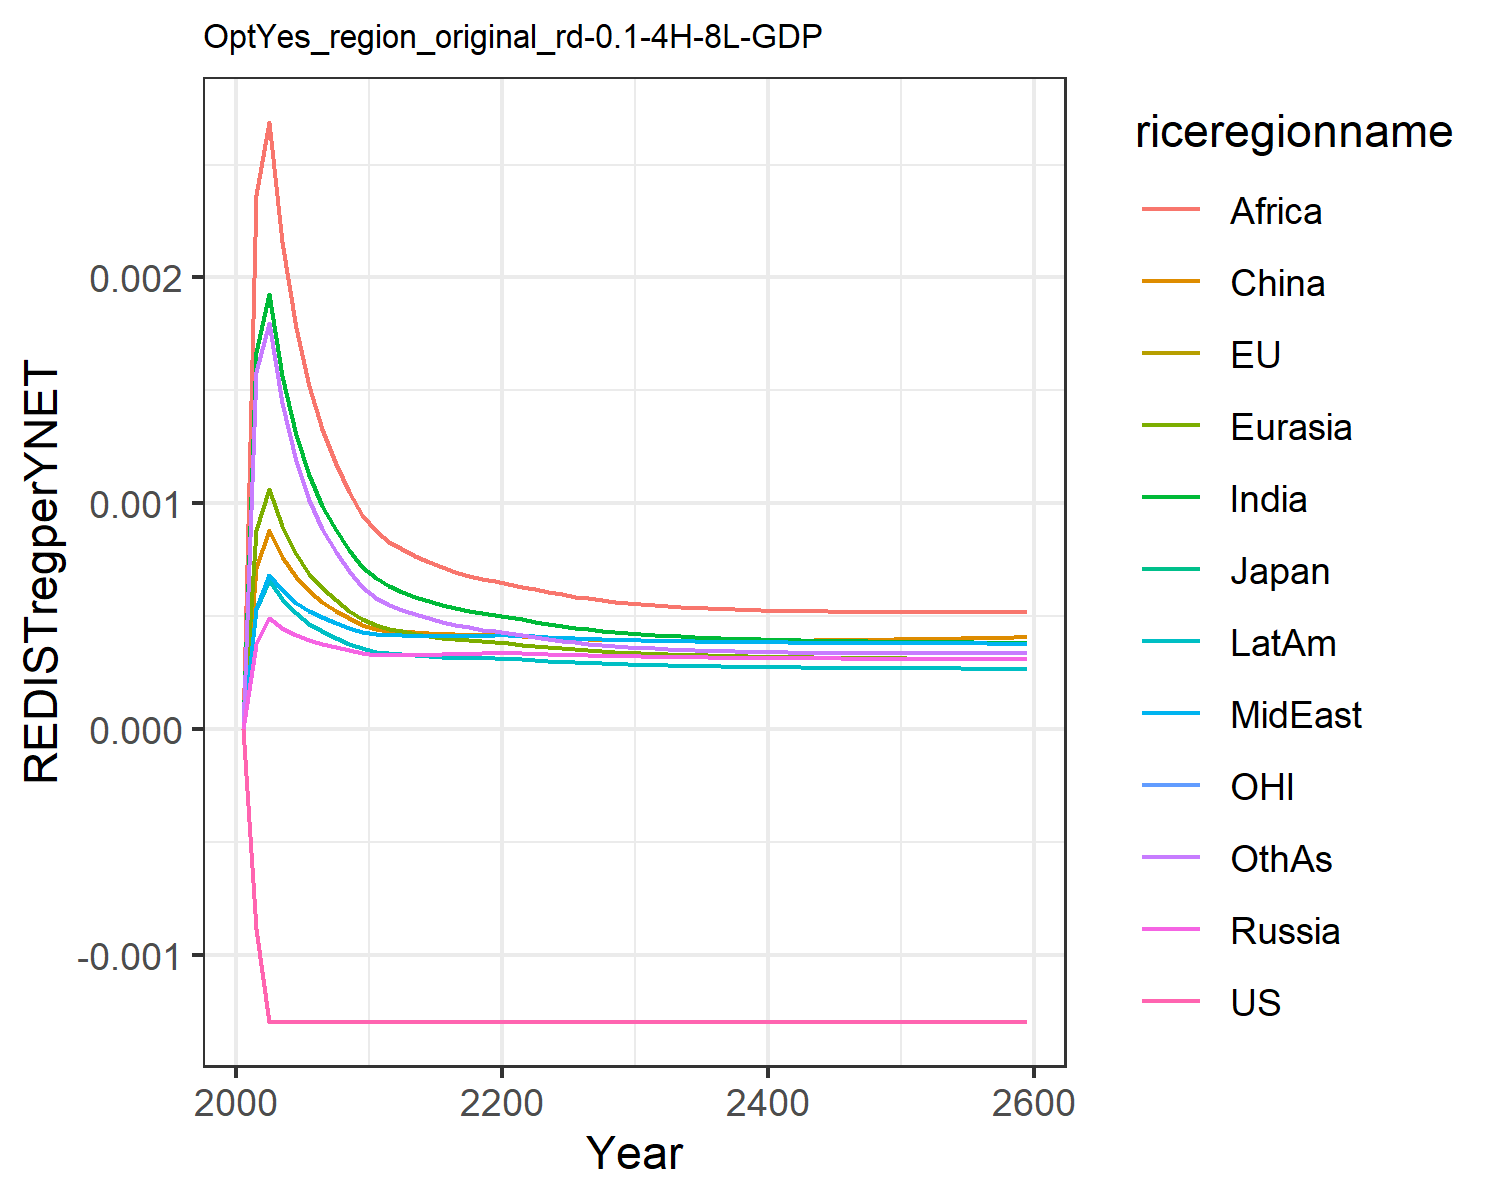 OptYes_region_original_rd-0.1-4H-8L-GDP
REDISTregperYNET
0.002
0.001
0.000
-0.001
2000
2200
2400
2600
Year
riceregionname
Africa
China
EU
Eurasia
India
Japan
LatAm
MidEast
OHI
OthAs
Russia
US